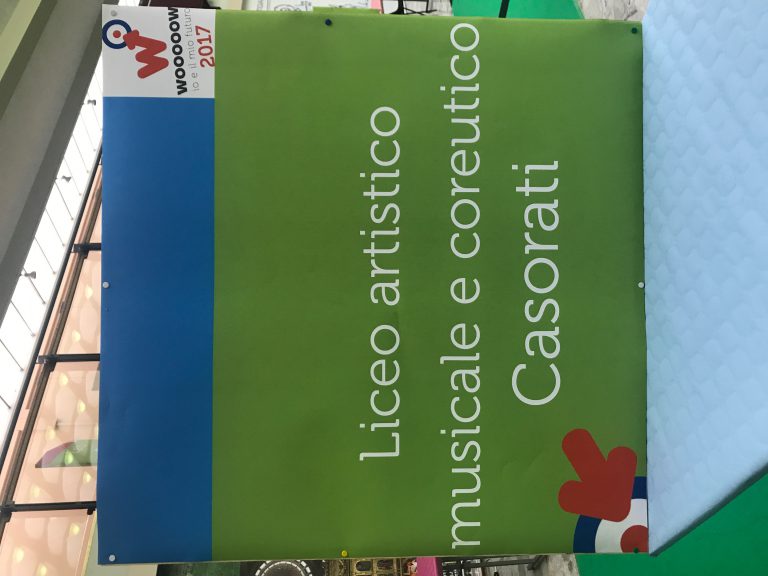 Wooooow
io e il mio futuro
2017
Liceo artistico
musicale e coreutico
Casorati